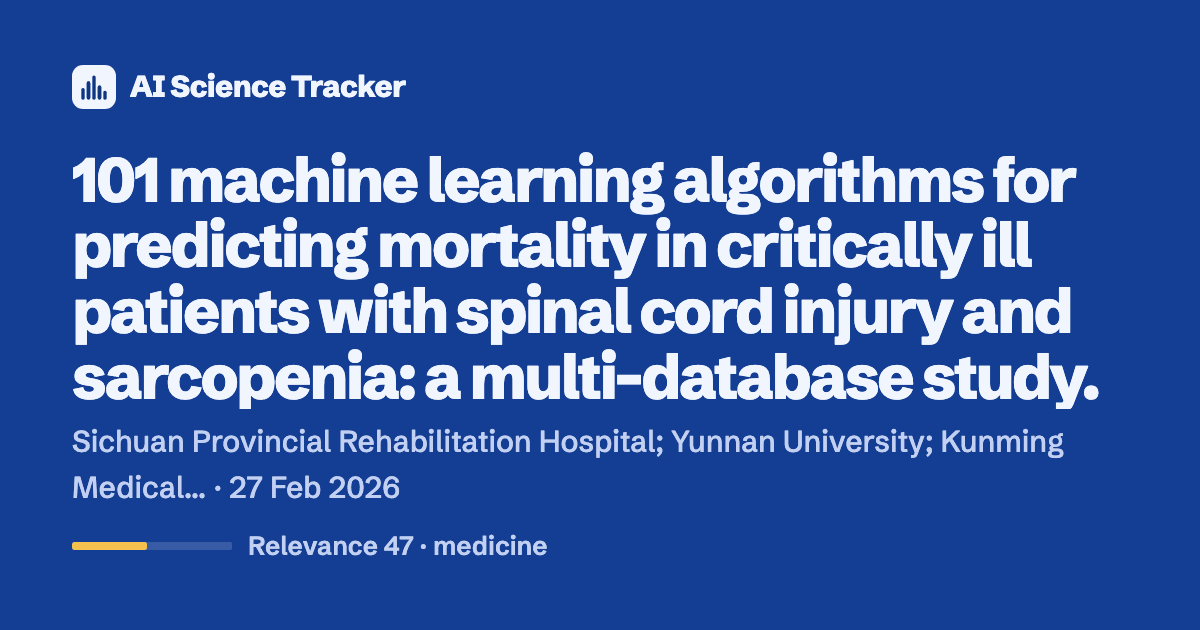 AI Science Tracker
101 machine learning algorithms for
predicting mortality in critically ill
patients with spinal cord injury and
sarcopenia: a multi-database study.
Sichuan Provincial Rehabilitation Hospital; Yunnan University; Kunming
Medical... · 27 Feb 2026
Relevance 47 · medicine